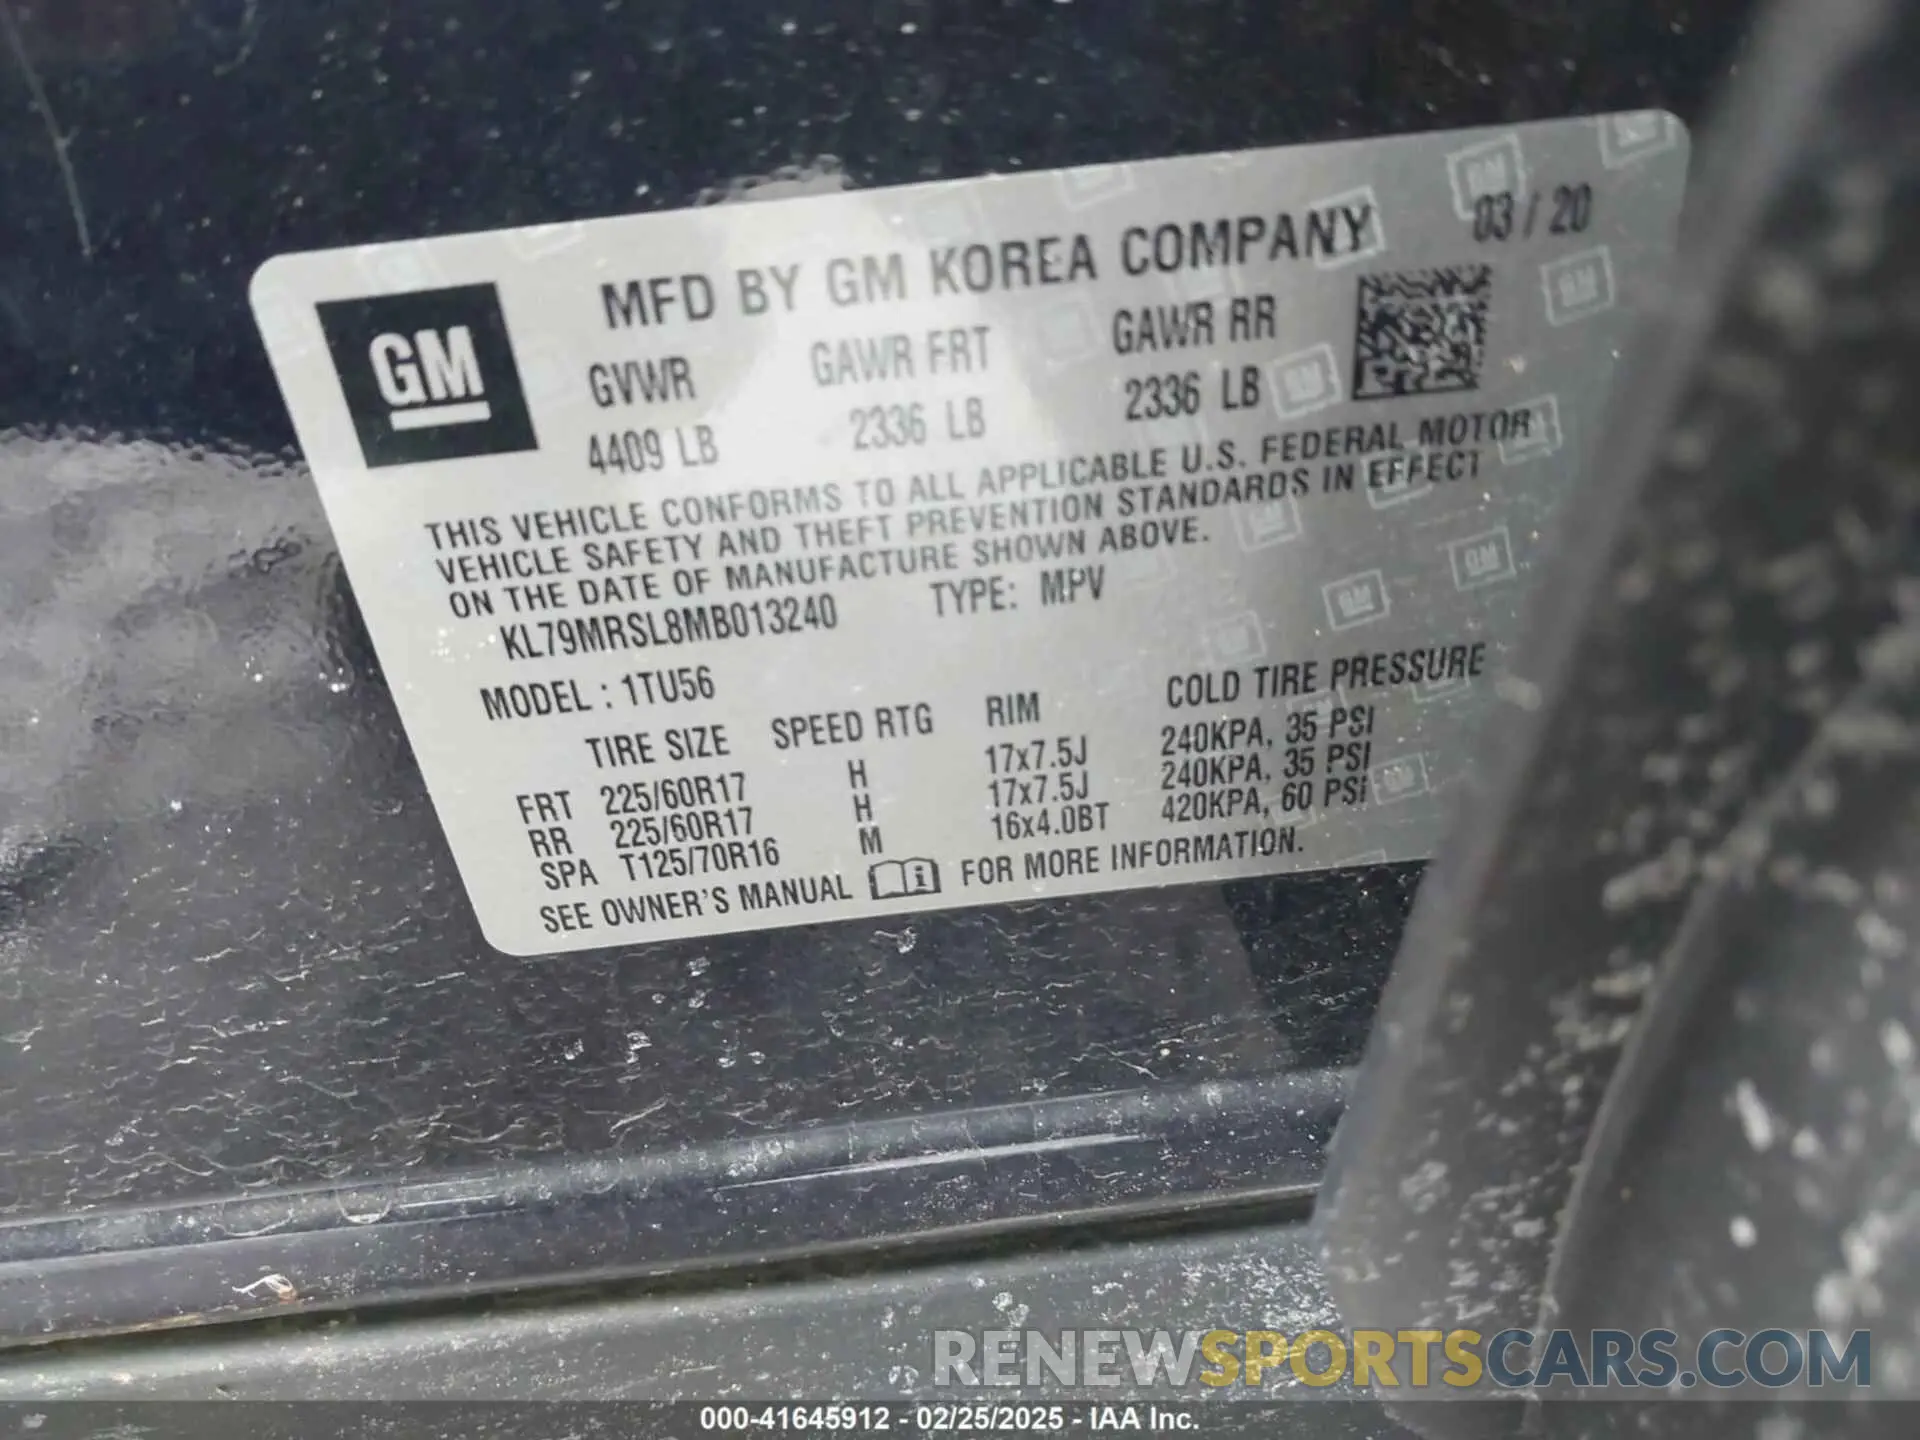 MFD BY GM KOREA COMPANY 03 / 20
GM
GVWR GAWR FRT GAWR RR
4409 LB 2336 LB 2336 LB
THIS VEHICLE CONFORMS TO ALL APPLICABLE U.S. FEDERAL MOTOR
VEHICLE SAFETY AND THEFT PREVENTION STANDARDS IN EFFECT
ON THE DATE OF MANUFACTURE SHOWN ABOVE.
KL79MRSL8MB013240 TYPE: MPV
MODEL : 1TU56
TIRE SIZE SPEED RTG RIM COLD TIRE PRESSURE
FRT 225/60R17 H 17x7.5J 240KPA, 35 PSI
RR 225/60R17 H 17x7.5J 240KPA, 35 PSI
SPA T125/70R16 M 16x4.0BT 420KPA, 60 PSI
SEE OWNER'S MANUAL FOR MORE INFORMATION.
RENEWSPORTSCARS.COM
000-41645912 - 02/25/2025 - IAA Inc.